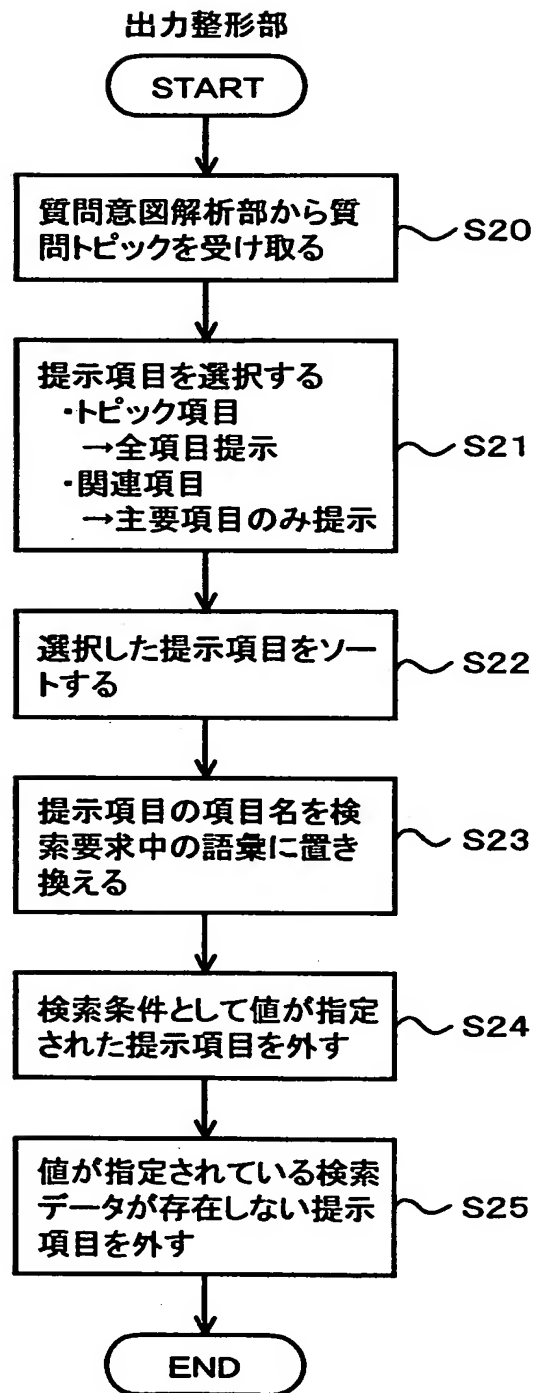 出力整形部
START
質問意図解析部から質
問トピックを受け取る
S20
提示項目を選択する
・トピック項目
→全項目提示
・関連項目
→主要項目のみ提示
S21
選択した提示項目をソー
トする
S22
提示項目の項目名を検
索要求中の語彙に置き
換える
S23
検索条件として値が指定
された提示項目を外す
S24
値が指定されている検索
データが存在しない提示
項目を外す
S25
END